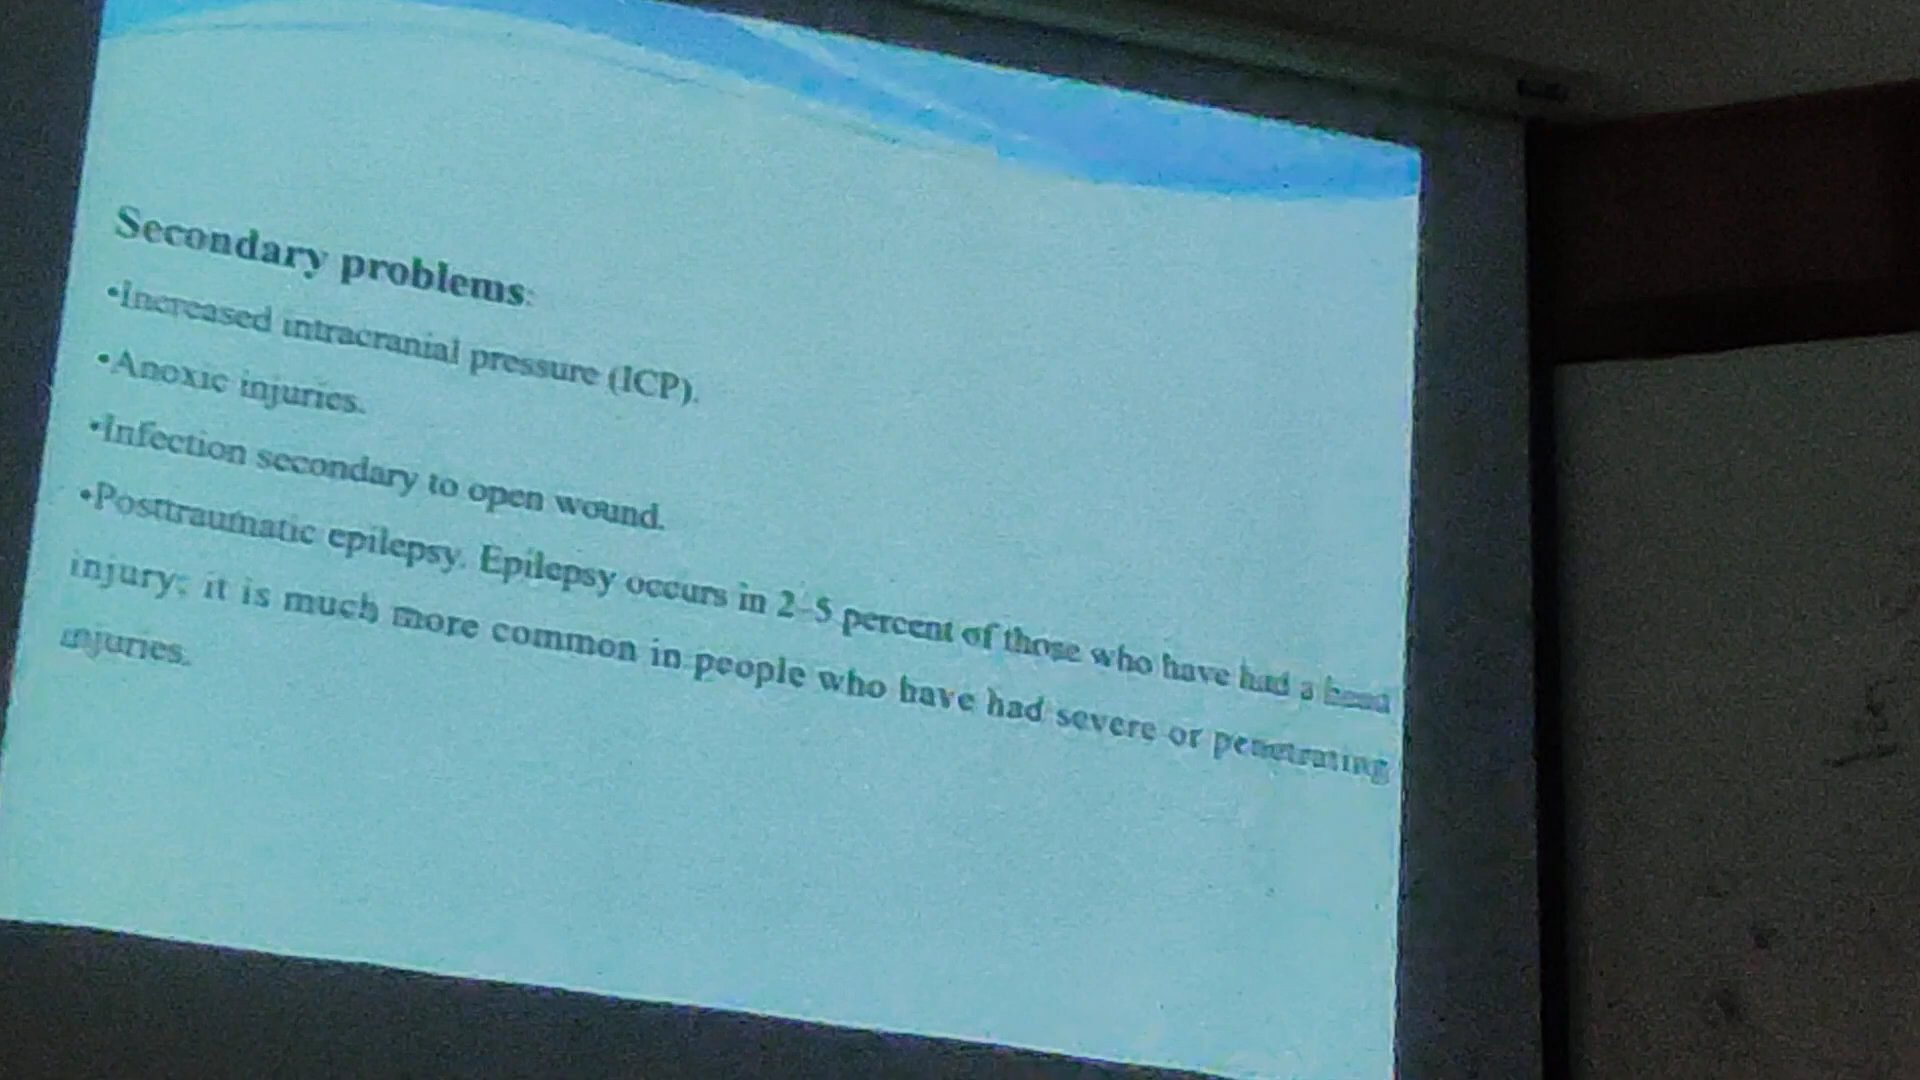 Secondary problems:
•Increased intracranial pressure (ICP).
•Anoxic injuries.
•Infection secondary to open wound.
•Posttraumatic epilepsy. Epilepsy occurs in 2–5 percent of those who have had a head
injury; it is much more common in people who have had severe or penetrating
injuries.